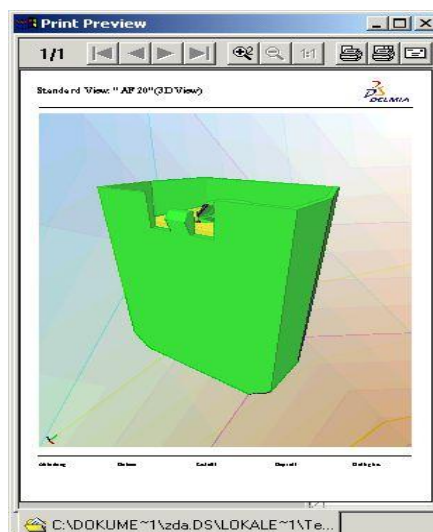 Print Preview
1/1
1:1
Standard View: "AF 20"(3D View)
DS
DELMIA
C:\DOKUME~1\zda.DS\LOKALE~1\Te...